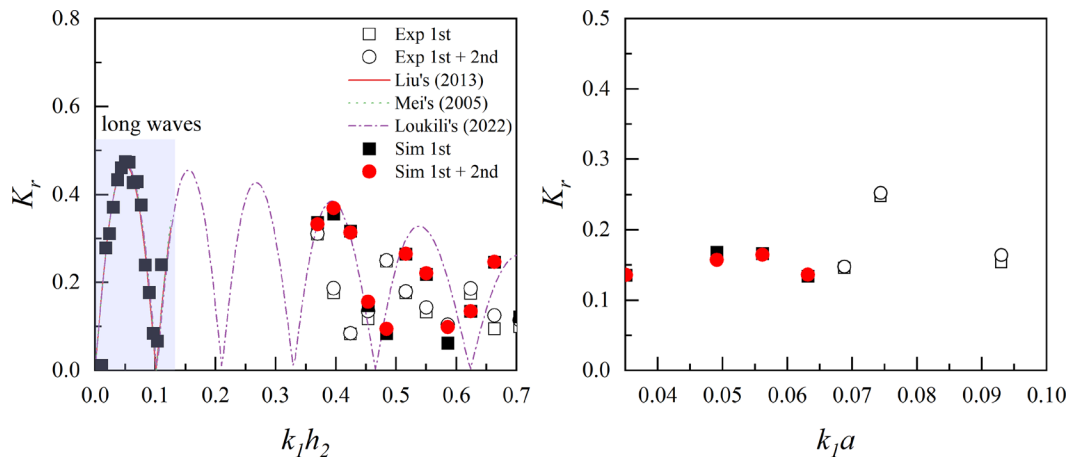 0.8
0.6
0.4
0.2
0.0
K_r
long waves
Exp 1st
Exp 1st + 2nd
Liu's (2013)
Mei's (2005)
Loukili's (2022)
Sim 1st
Sim 1st + 2nd
0.0 0.1 0.2 0.3 0.4 0.5 0.6 0.7
k_1h_2
0.5
0.4
0.3
0.2
0.1
0.0
K_r
0.04 0.05 0.06 0.07 0.08 0.09 0.10
k_1a